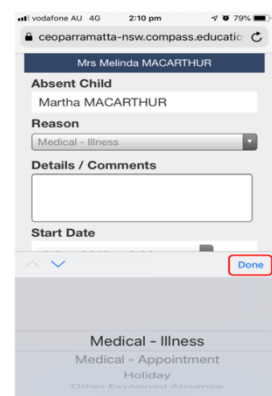 vodafone AU 4G 2:10 pm 79%
ceoparramatta-nsw.compass.educatio
Mrs Melinda MACARTHUR
Absent Child
Martha MACARTHUR
Reason
Medical - Illness
Details / Comments
Start Date
Done
Medical - Illness
Medical - Appointment
Holiday
Other Explained Absence